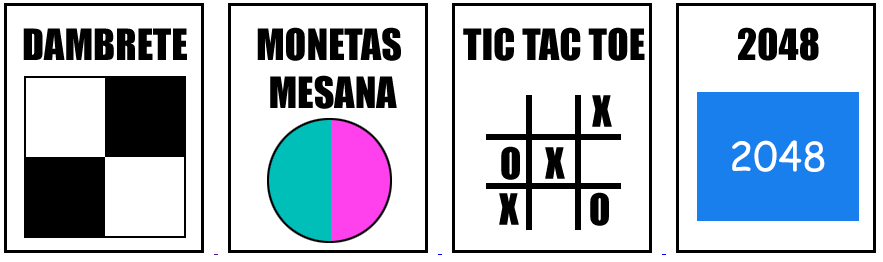 DAMBRETE
MONETAS
MESANA
TIC TAC TOE
X
O X
X O
2048
2048